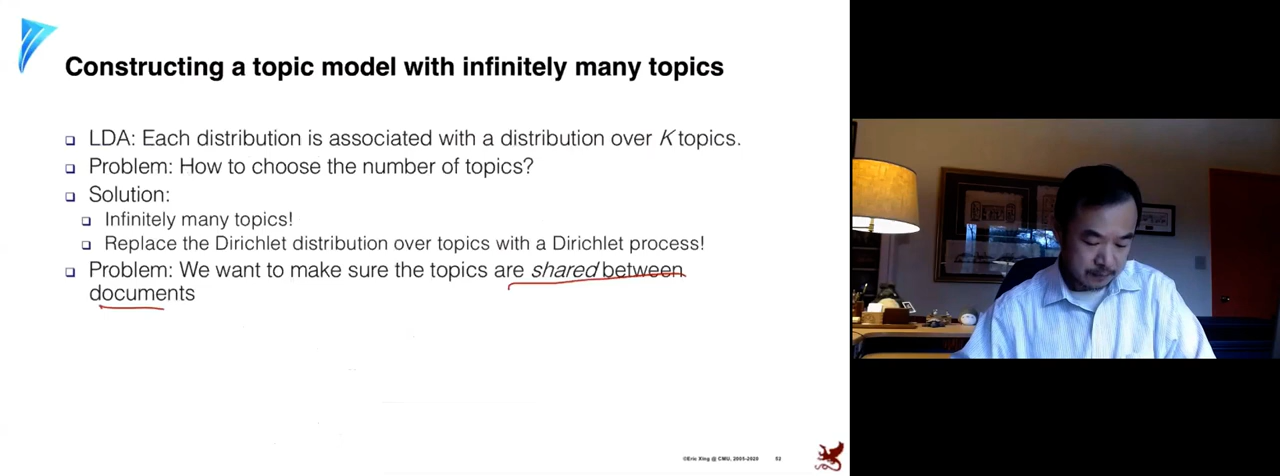 Constructing a topic model with infinitely many topics
LDA: Each distribution is associated with a distribution over K topics.
Problem: How to choose the number of topics?
Solution:
Infinitely many topics!
Replace the Dirichlet distribution over topics with a Dirichlet process!
Problem: We want to make sure the topics are shared between
documents
©Eric Xing @ CMU, 2005-2020 52